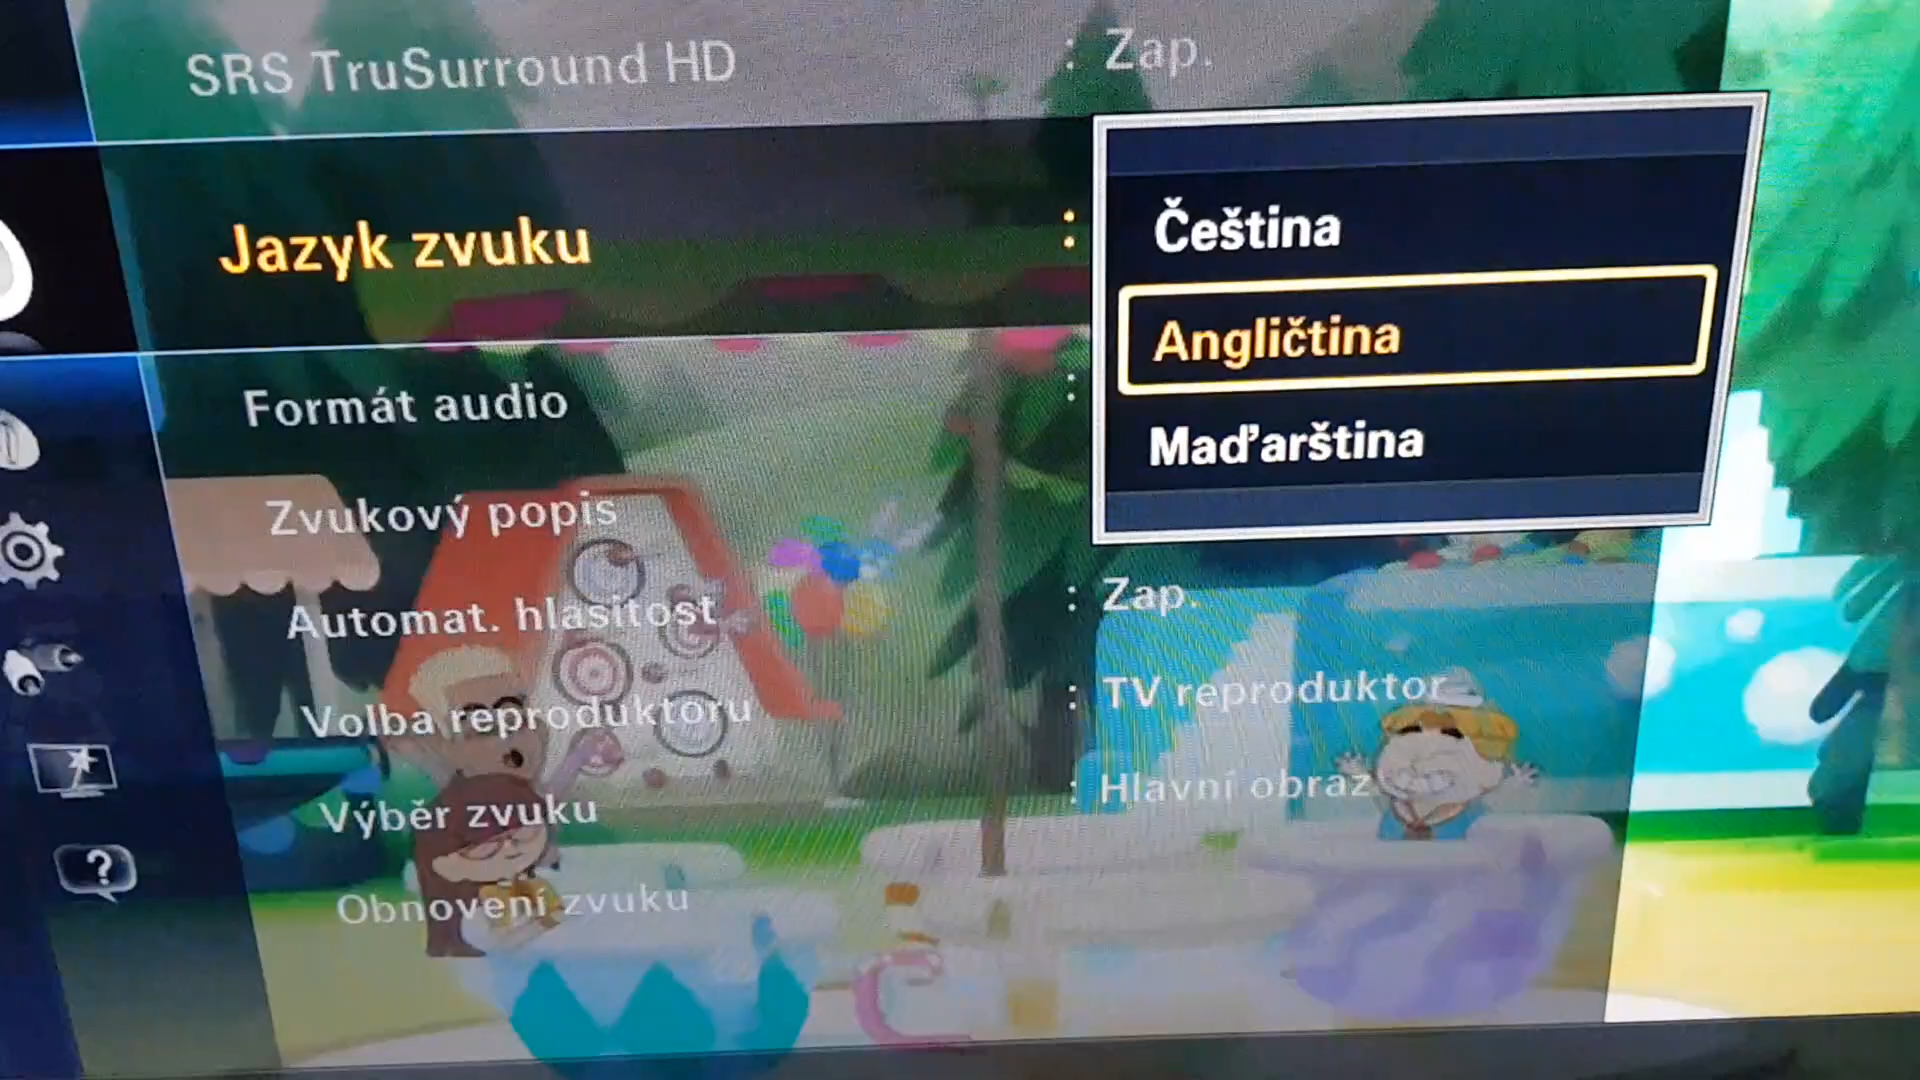 SRS TruSurround HD : Zap.
Jazyk zvuku :
Čeština
Angličtina
Maďarština
Formát audio :
Zvukový popis
Automat. hlasitost : Zap.
Volba reproduktoru : TV reproduktor
Výběr zvuku : Hlavní obraz
Obnovení zvuku
?